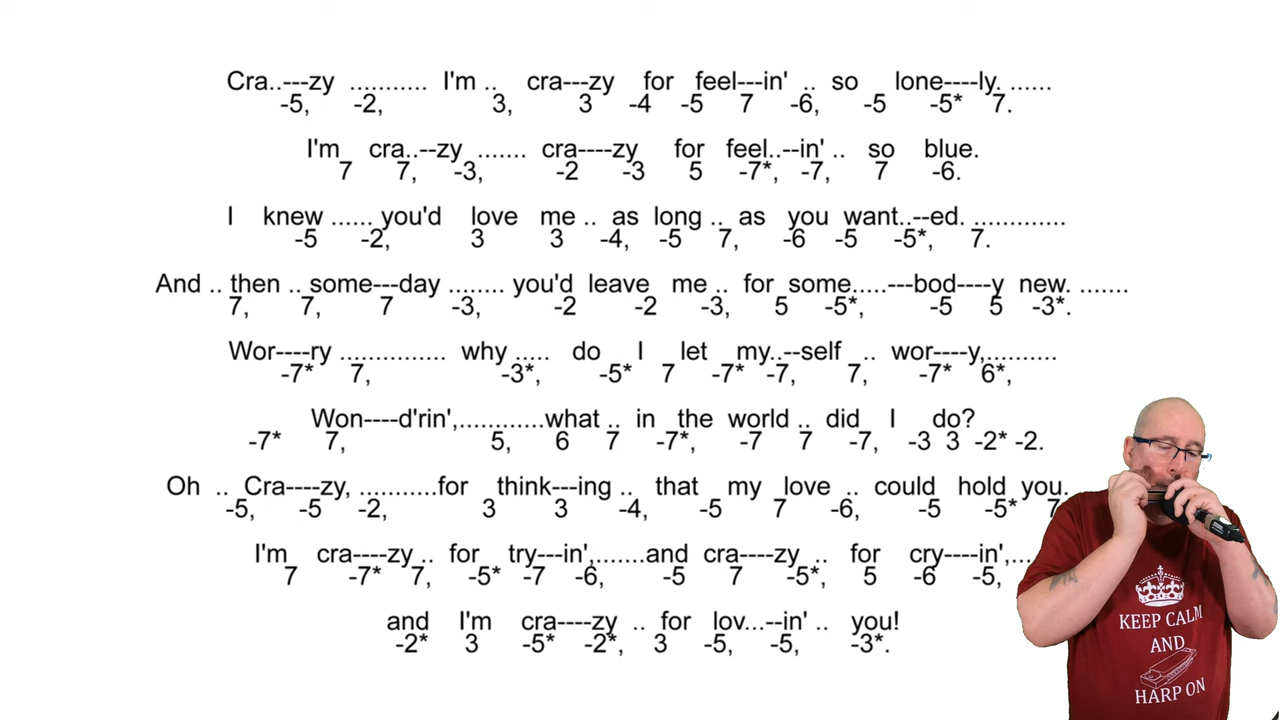 Cra..---zy ........... I'm .. cra---zy for feel---in' .. so lone----ly. ......
-5, -2, 3, 3 -4 -5 7 -6, -5 -5* 7.
I'm cra..--zy ....... cra----zy for feel..--in' .. so blue.
7 7, -3, -2 -3 5 -7*, -7, 7 -6.
I knew ...... you'd love me .. as long .. as you want..--ed. .............
-5 -2, 3 3 -4, -5 7, -6 -5 -5*, 7.
And .. then .. some---day ........ you'd leave me .. for some.....---bod----y new. .......
7, 7, 7 -3, -2 -2 -3, 5 -5*, -5 5 -3*.
Wor----ry ............... why ..... do I let my..--self .. wor----y,..........
-7* 7, -3*, -5* 7 -7* -7, 7, -7* 6*,
Won----d'rin',............what .. in the world .. did I do?
-7* 7, 5, 6 7 -7*, -7 7 -7, -3 3 -2* -2.
Oh .. Cra----zy, ...........for think---ing .. that my love .. could hold you.
-5, -5 -2, 3 3 -4, -5 7 -6, -5 -5* 7
I'm cra----zy .. for try---in',.......and cra----zy .. for cry----in',...
7 -7* 7, -5* -7 -6, -5 7 -5*, 5 -6 -5,
and I'm cra----zy .. for lov...--in' .. you!
-2* 3 -5* -2*, 3 -5, -5, -3*.
KEEP CALM
AND
HARP ON